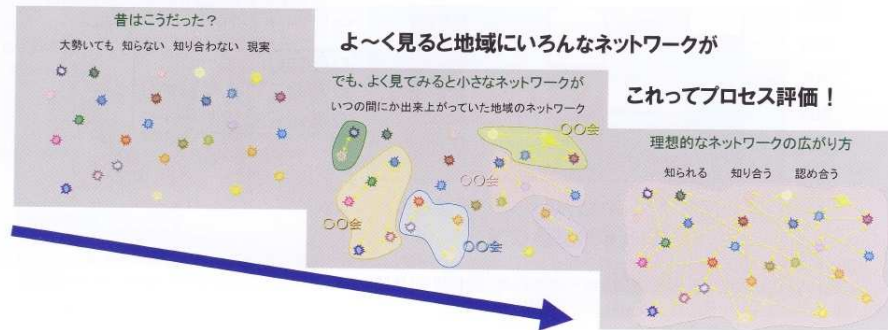 昔はこうだった？
大勢いても 知らない 知り合わない 現実
よ～く見ると地域にいろんなネットワークが
でも、よく見てみると小さなネットワークが
いつの間にか出来上がっていた地域のネットワーク
〇〇会
〇〇会
〇〇会
〇〇会
これってプロセス評価！
理想的なネットワークの広がり方
知られる 知り合う 認め合う